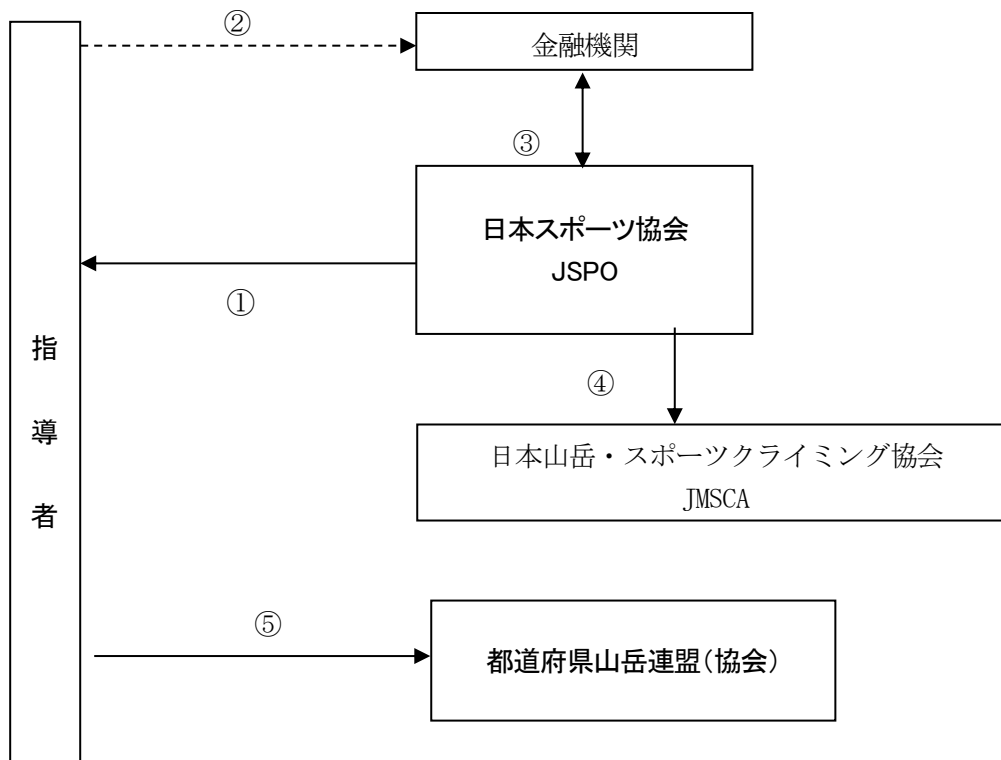 ②
金融機関
③
日本スポーツ協会
JSPO
①
指
導
者
④
日本山岳・スポーツクライミング協会
JMSCA
⑤
都道府県山岳連盟(協会)